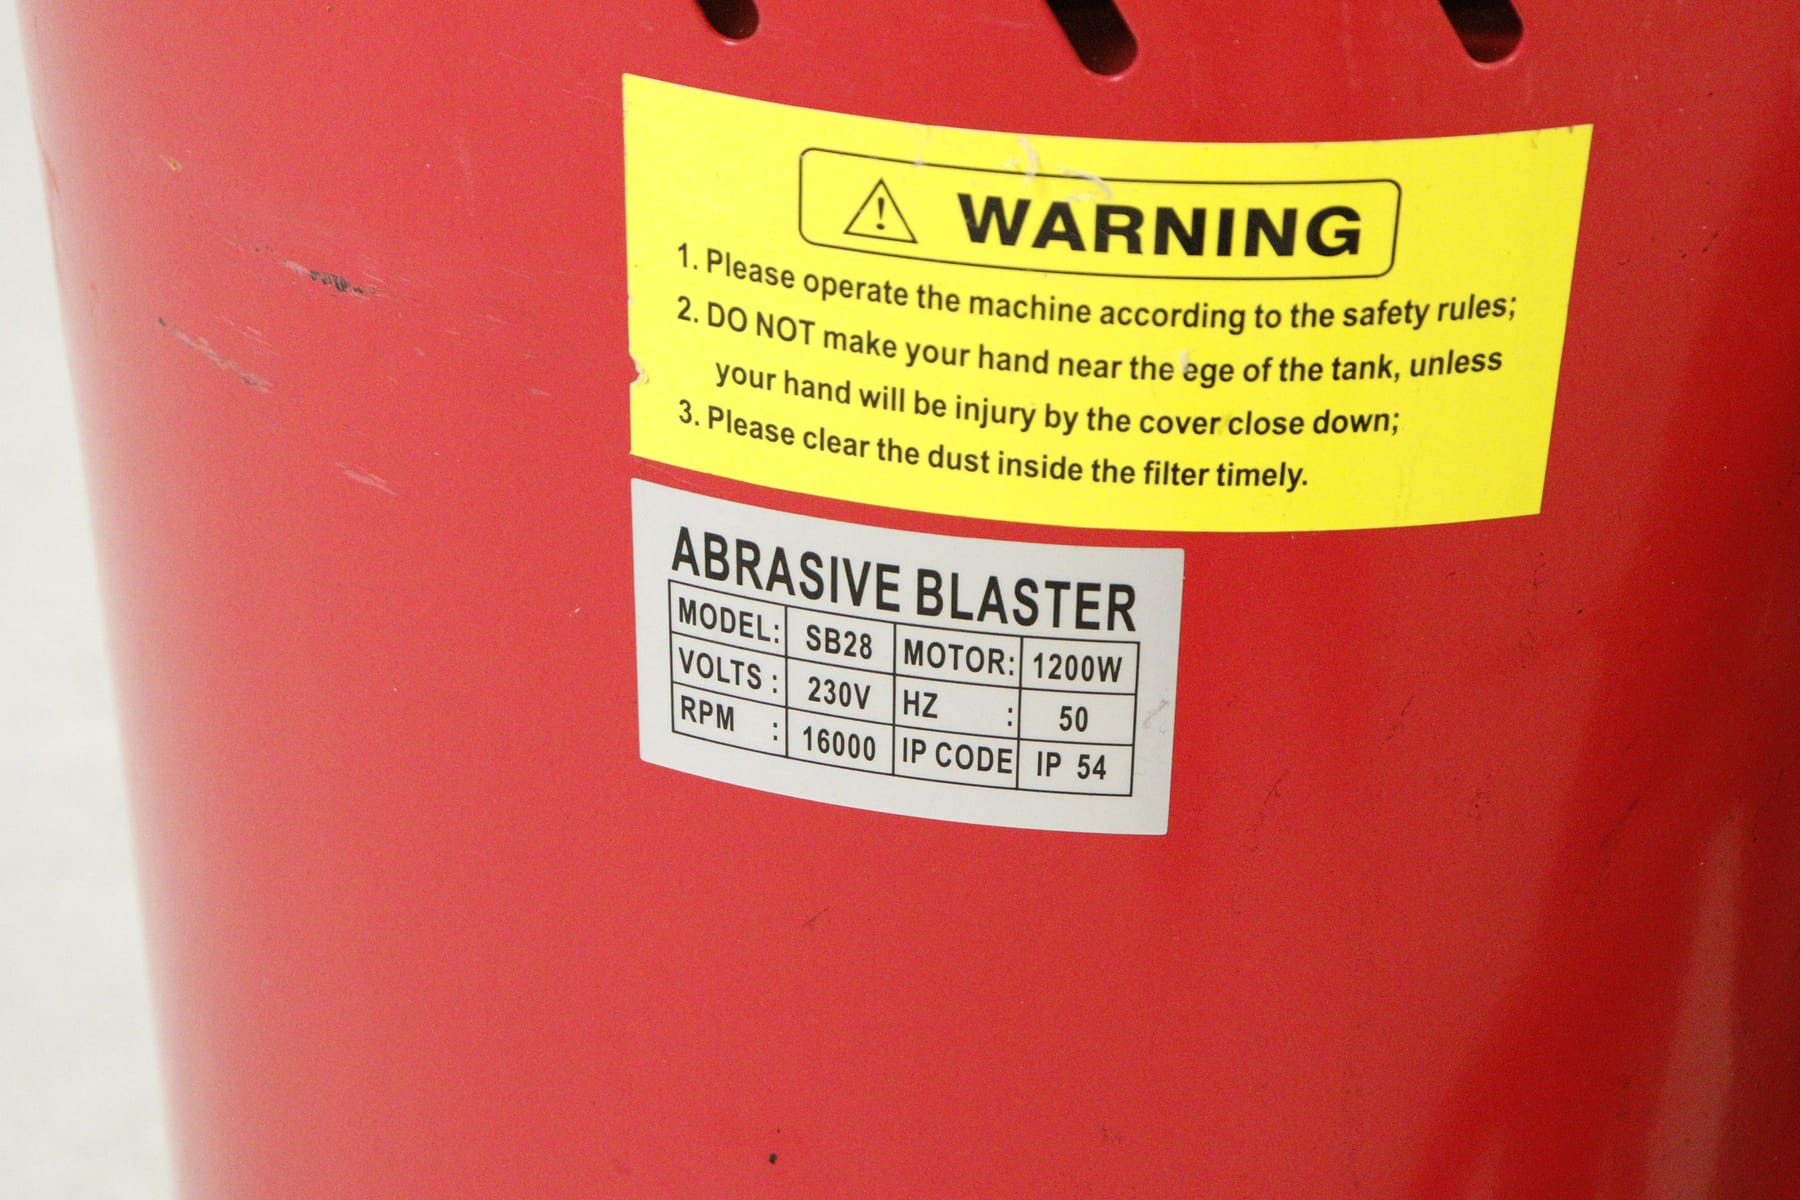 WARNING
1. Please operate the machine according to the safety rules;
2. DO NOT make your hand near the ege of the tank, unless
your hand will be injury by the cover close down;
3. Please clear the dust inside the filter timely.
ABRASIVE BLASTER
MODEL: SB28 MOTOR: 1200W
VOLTS : 230V HZ : 50
RPM : 16000 IP CODE IP 54